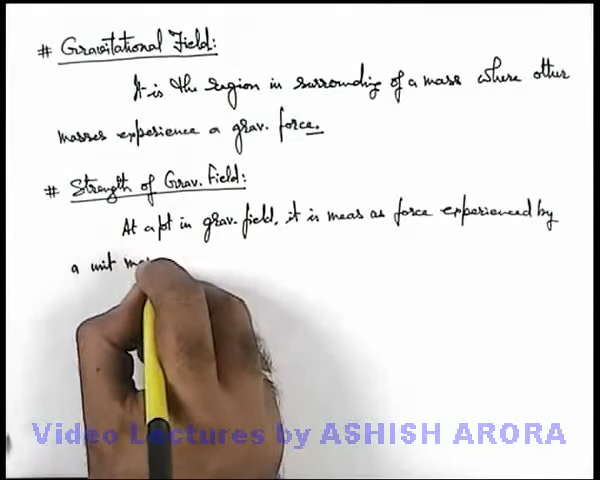 # Gravitational Field:
It is the region in surrounding of a mass where other
masses experience a grav. force.
# Strength of Grav. Field:
At a pt in grav. field, it is meas as force experienced by
a unit mas
Video Lectures by ASHISH ARORA